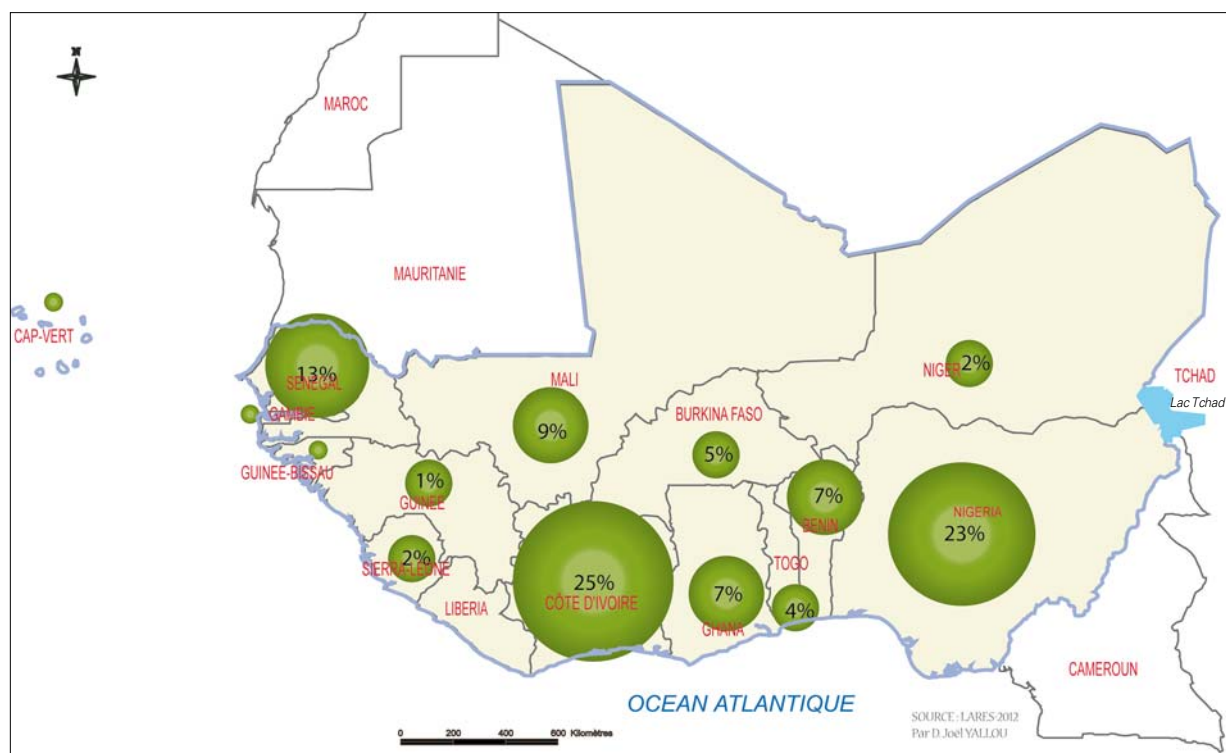 N
MAROC
MAURITANIE
CAP-VERT
13%
SENEGAL
GAMBIE
GUINEE-BISSAU
MALI
9%
NIGER
2%
TCHAD
Lac Tchad
BURKINA FASO
5%
1%
GUINEE
7%
BENIN
NIGERIA
23%
2%
SIERRA-LEONE
LIBERIA
25%
CÔTE D'IVOIRE
7%
GHANA
TOGO
4%
CAMEROUN
OCEAN ATLANTIQUE
0 200 400 600 Kilomètres
SOURCE : LARES-2012
Par D. Joël YALLOU